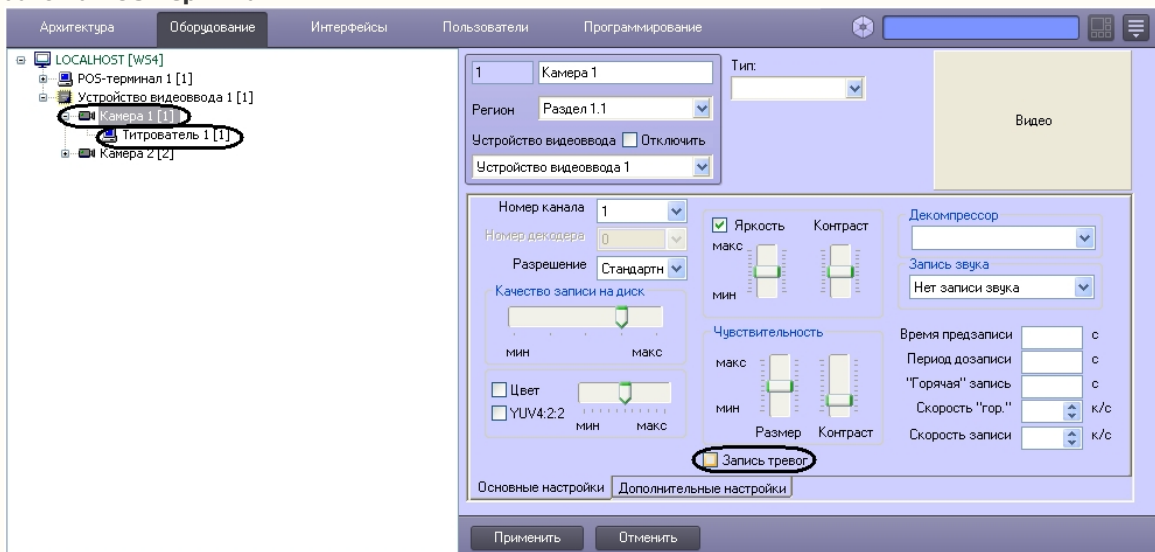 Архитектура Оборудование Интерфейсы Пользователи Программирование
LOCALHOST [WS4]
POS-терминал 1 [1]
Устройство видеоввода 1 [1]
Камера 1 [1]
Титрователь 1 [1]
Камера 2 [2]
1 Камера 1
Регион Раздел 1.1
Устройство видеоввода Отключить
Устройство видеоввода 1
Тип:
Видео
Номер канала 1
Номер декодера 0
Разрешение Стандартн
Качество записи на диск
мин макс
Цвет
YUV4:2:2
мин макс
Яркость Контраст
макс
мин
Чувствительность
макс
мин
Размер Контраст
Запись тревог
Декомпрессор
Запись звука
Нет записи звука
Время предзаписи с
Период дозаписи с
"Горячая" запись с
Скорость "гор." к/с
Скорость записи к/с
Основные настройки Дополнительные настройки
Применить Отменить